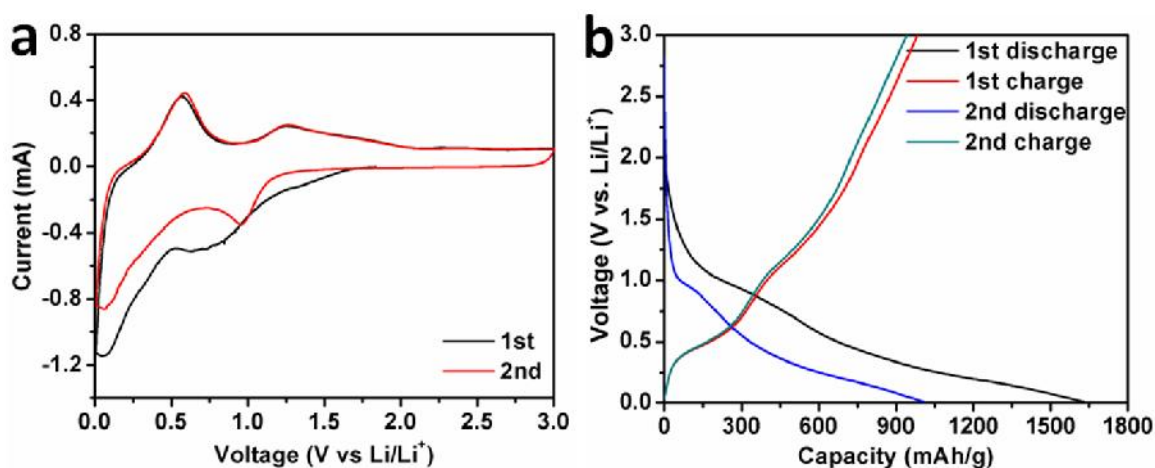 a
0.8
0.4
0.0
-0.4
-0.8
-1.2
Current (mA)
1st
2nd
0.0 0.5 1.0 1.5 2.0 2.5 3.0
Voltage (V vs Li/Li⁺)
b
3.0
2.5
2.0
1.5
1.0
0.5
0.0
Voltage (V vs. Li/Li⁺)
1st discharge
1st charge
2nd discharge
2nd charge
0 300 600 900 1200 1500 1800
Capacity (mAh/g)